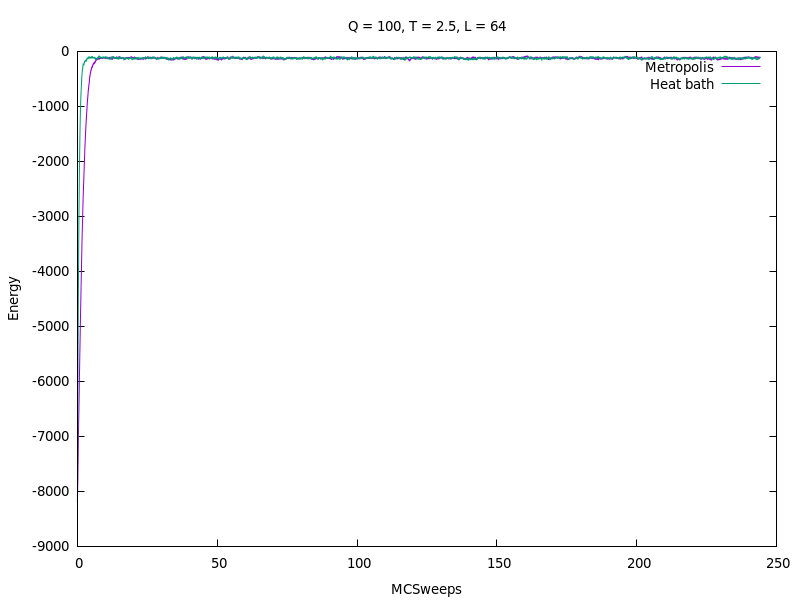 Q = 100, T = 2.5, L = 64
0
-1000
-2000
-3000
-4000
-5000
-6000
-7000
-8000
-9000
Energy
Metropolis
Heat bath
0 50 100 150 200 250
MCSweeps